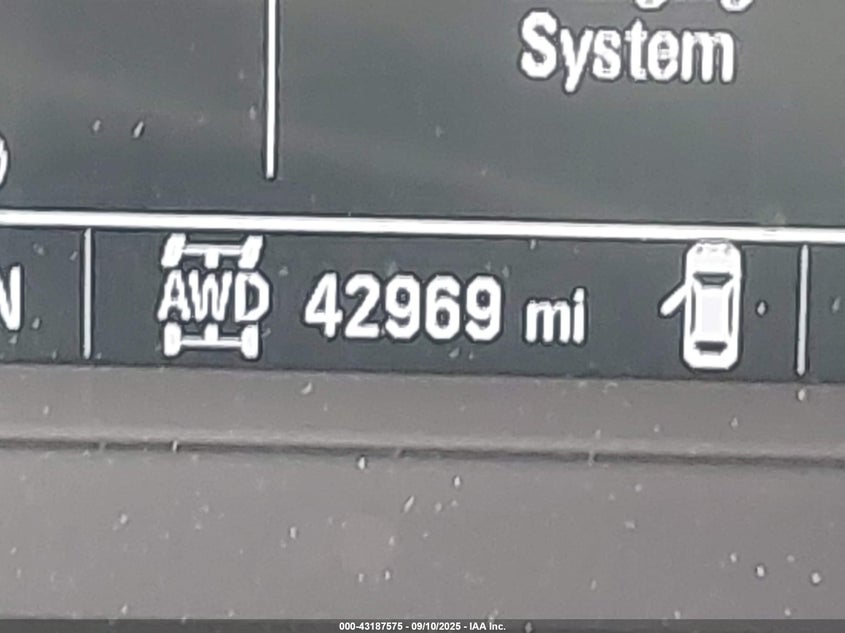 System
N
AWD
42969 mi
000-43187575 - 09/10/2025 - IAA Inc.